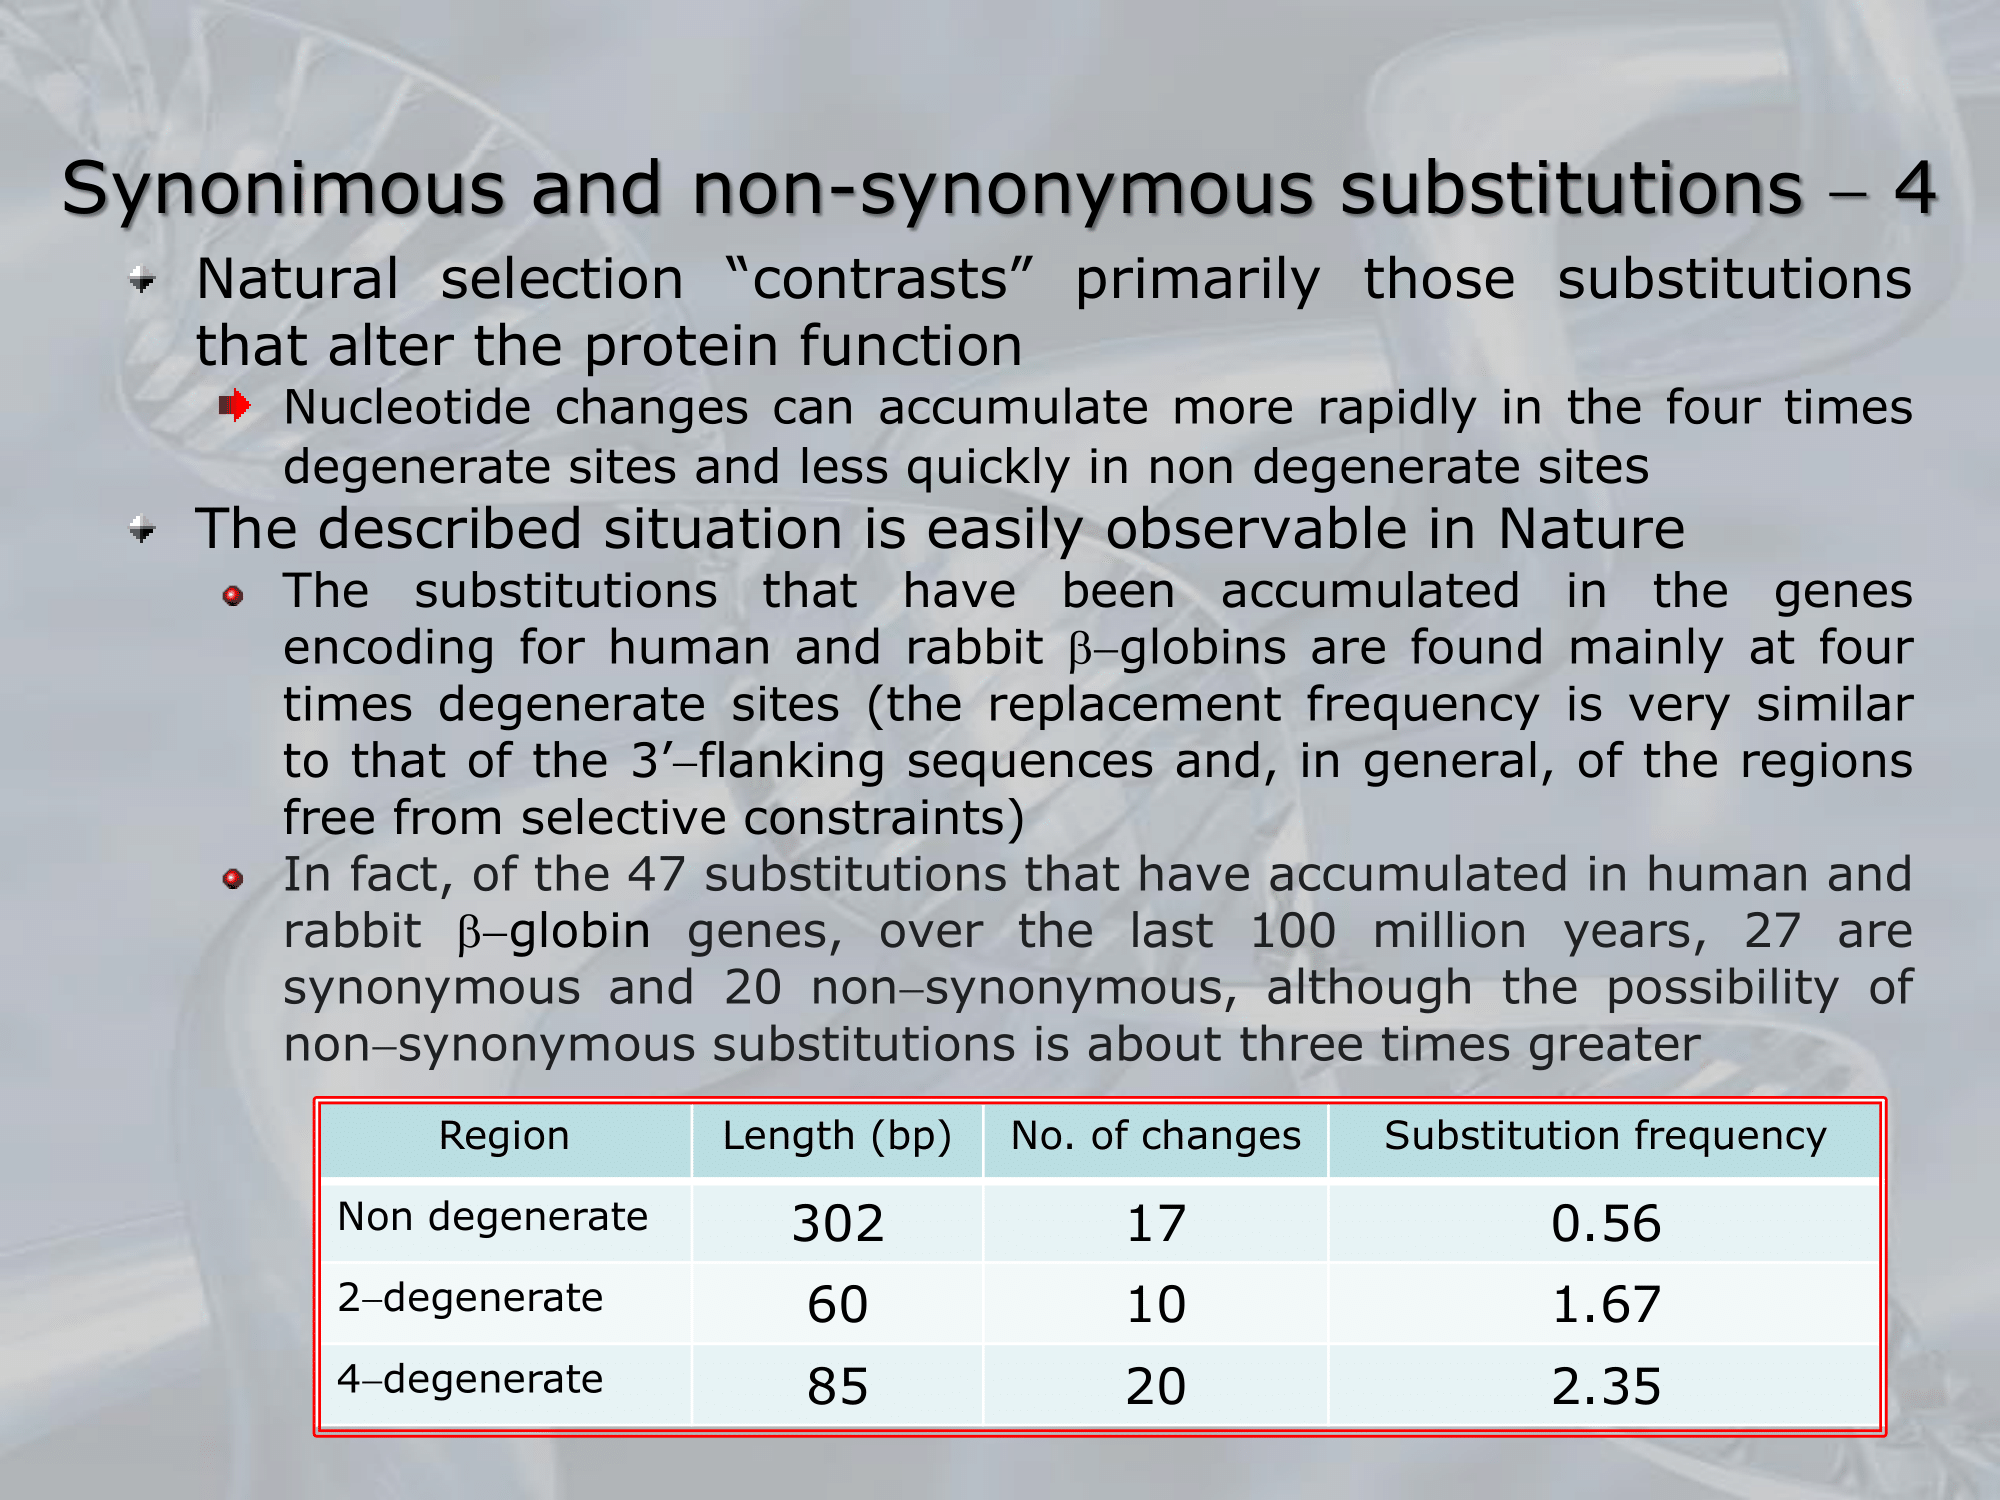 Synonimous and non-synonymous substitutions – 4
Natural selection “contrasts” primarily those substitutions
that alter the protein function
Nucleotide changes can accumulate more rapidly in the four times
degenerate sites and less quickly in non degenerate sites
The described situation is easily observable in Nature
The substitutions that have been accumulated in the genes
encoding for human and rabbit β–globins are found mainly at four
times degenerate sites (the replacement frequency is very similar
to that of the 3’–flanking sequences and, in general, of the regions
free from selective constraints)
In fact, of the 47 substitutions that have accumulated in human and
rabbit β–globin genes, over the last 100 million years, 27 are
synonymous and 20 non–synonymous, although the possibility of
non–synonymous substitutions is about three times greater
Region Length (bp) No. of changes Substitution frequency
Non degenerate 302 17 0.56
2–degenerate 60 10 1.67
4–degenerate 85 20 2.35